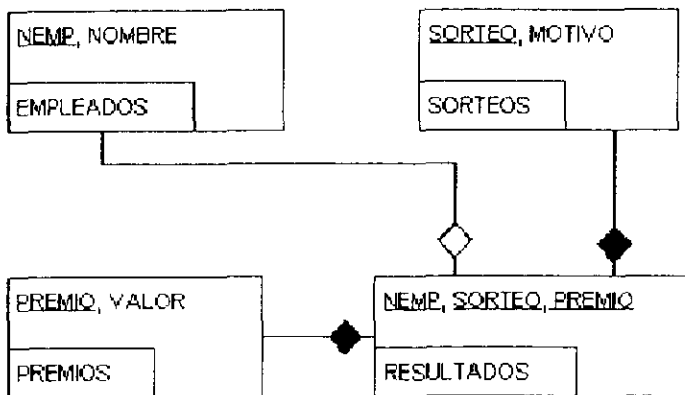 NEMP, NOMBRE
EMPLEADOS
SORTEO, MOTIVO
SORTEOS
PREMIO, VALOR
PREMIOS
NEMP, SORTEO, PREMIO
RESULTADOS